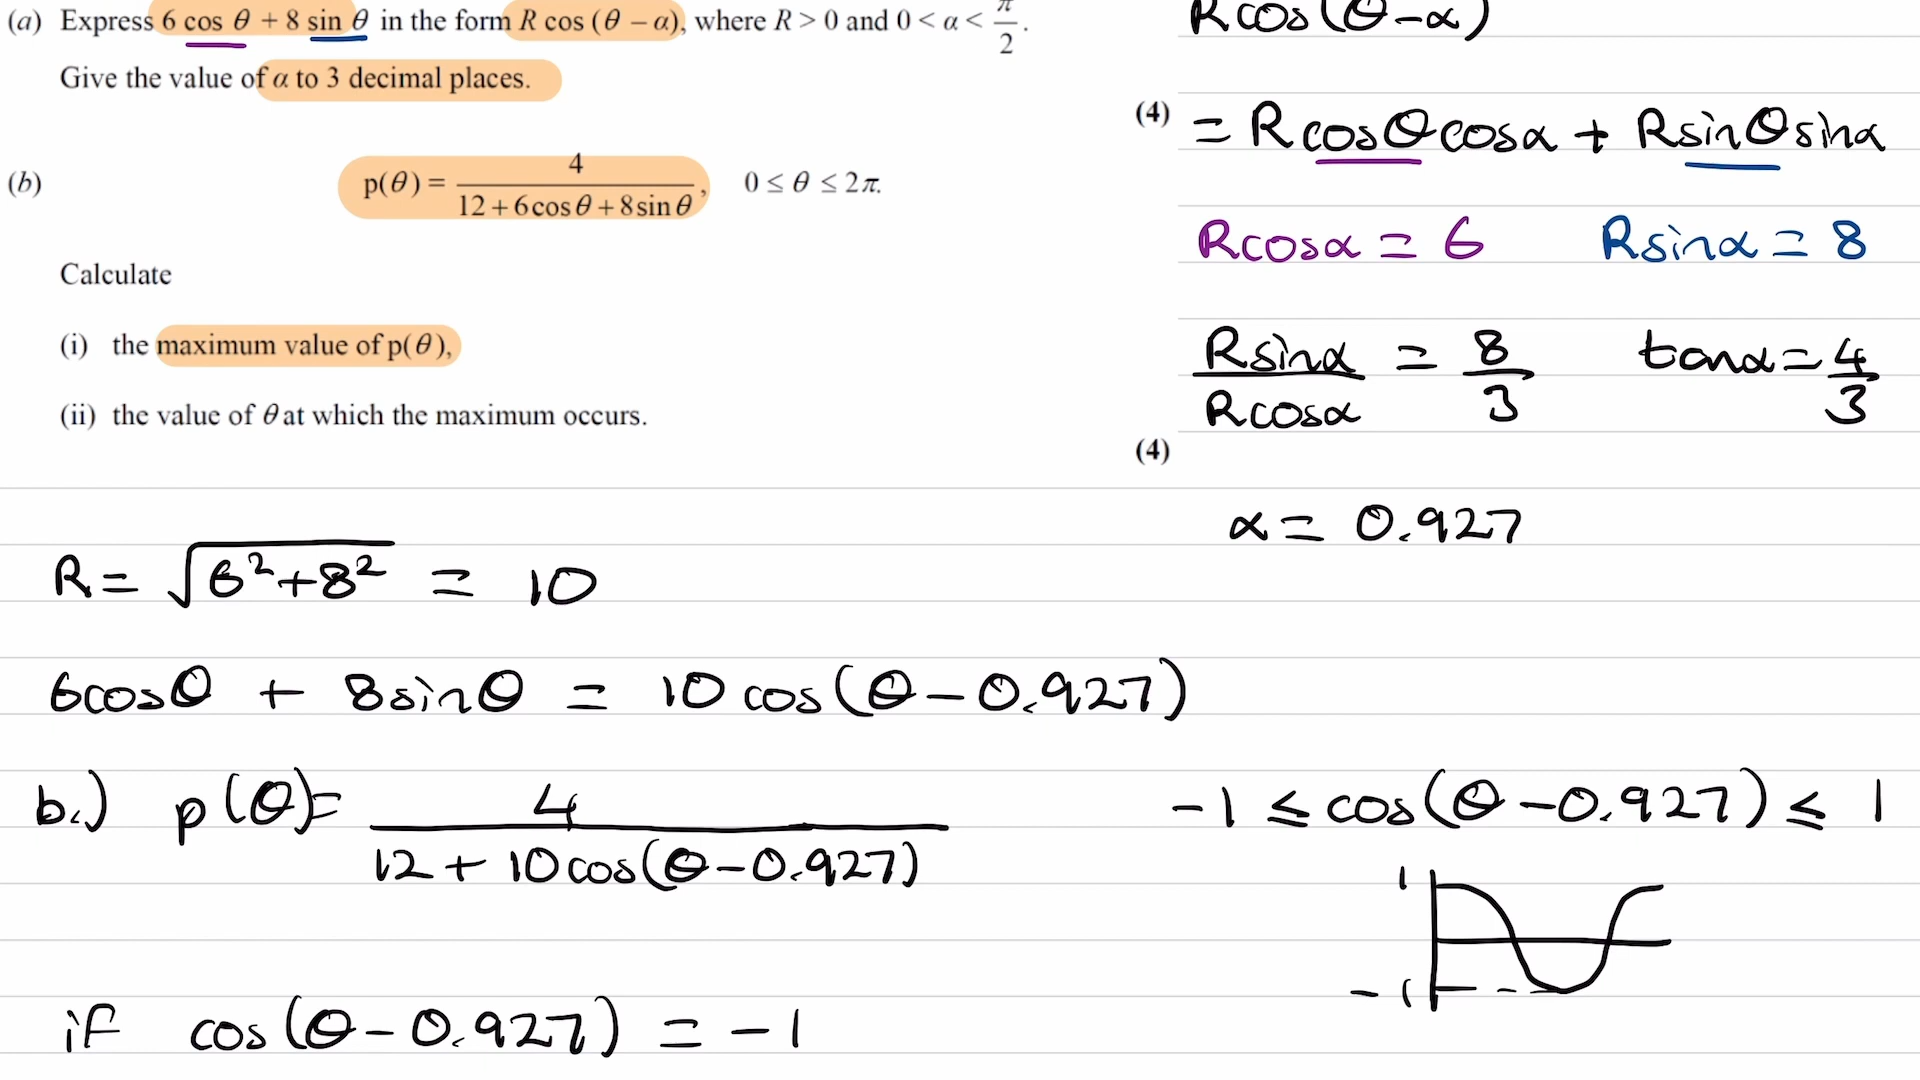 (a) Express 6 cos θ + 8 sin θ in the form R cos (θ − α), where R > 0 and 0 < α < π/2.
Give the value of α to 3 decimal places.
(4)
(b) p(θ) = 4/(12 + 6cosθ + 8sinθ), 0 ≤ θ ≤ 2π.
Calculate
(i) the maximum value of p(θ),
(ii) the value of θ at which the maximum occurs.
(4)
Rcos(θ−α)
= Rcosθcosα + Rsinθsinα
Rcosα = 6 Rsinα = 8
Rsinα/Rcosα = 8/3 tanα = 4/3
α = 0.927
R = √(6²+8²) = 10
6cosθ + 8sinθ = 10cos(θ−0.927)
b.) p(θ) = 4/(12 + 10cos(θ−0.927))
−1 ≤ cos(θ−0.927) ≤ 1
1
−1
if cos(θ−0.927) = −1